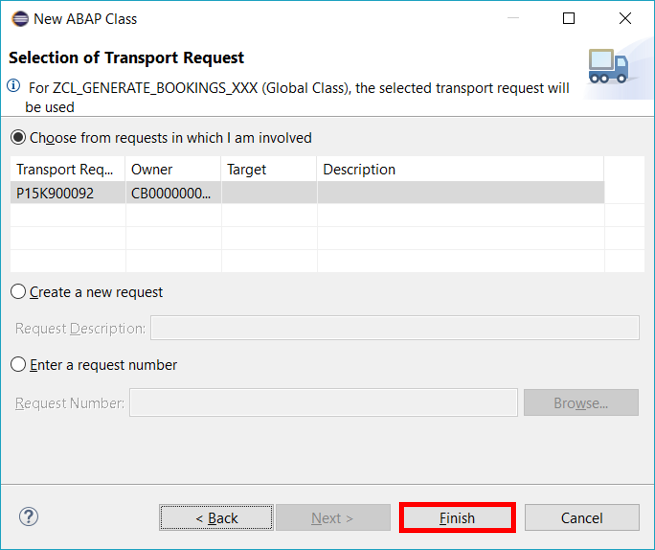 New ABAP Class
Selection of Transport Request
For ZCL_GENERATE_BOOKINGS_XXX (Global Class), the selected transport request will
be used
Choose from requests in which I am involved
Transport Req... Owner Target Description
P15K900092 CB0000000...
Create a new request
Request Description:
Enter a request number
Request Number: Browse...
? < Back Next > Finish Cancel